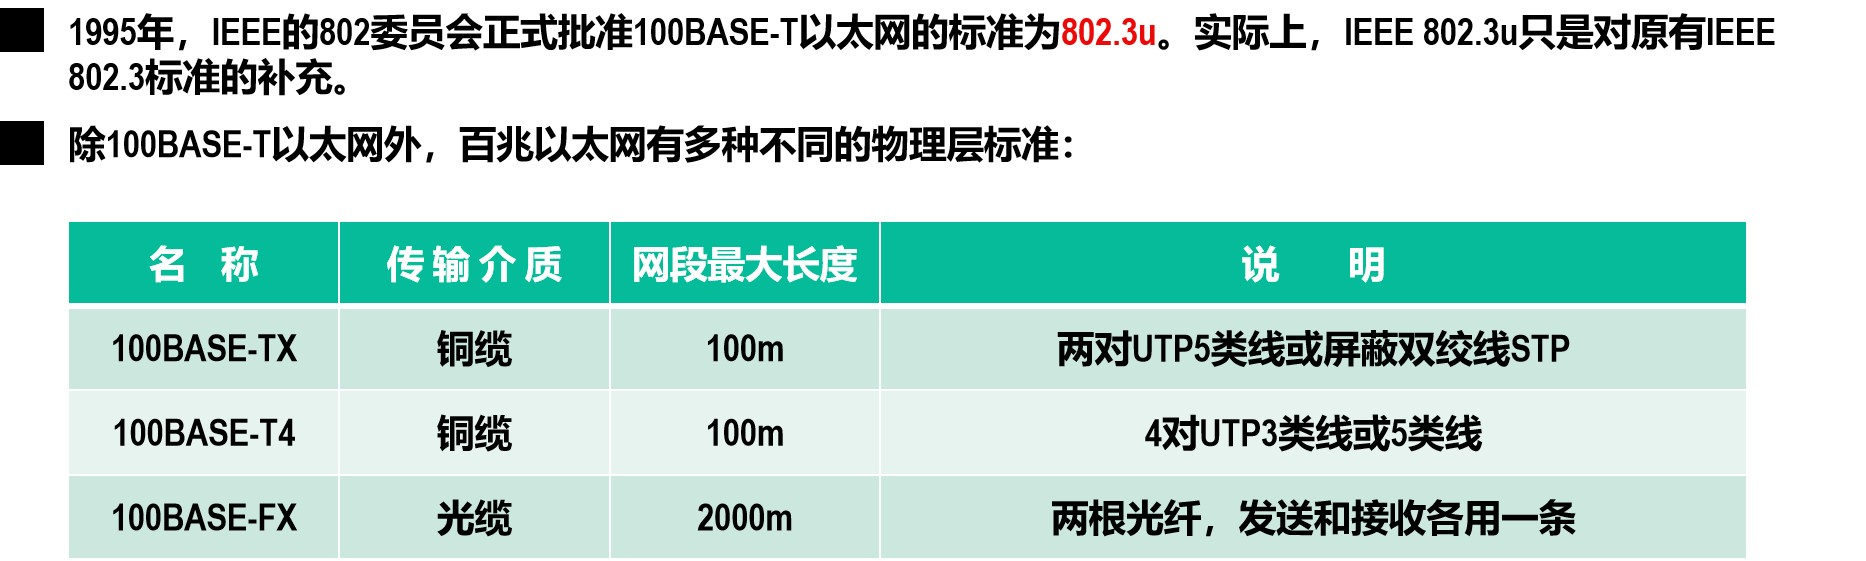 1995年，IEEE的802委员会正式批准100BASE-T以太网的标准为802.3u。实际上，IEEE 802.3u只是对原有IEEE
802.3标准的补充。
除100BASE-T以太网外，百兆以太网有多种不同的物理层标准：
名 称 传输介质 网段最大长度 说 明
100BASE-TX 铜缆 100m 两对UTP5类线或屏蔽双绞线STP
100BASE-T4 铜缆 100m 4对UTP3类线或5类线
100BASE-FX 光缆 2000m 两根光纤，发送和接收各用一条